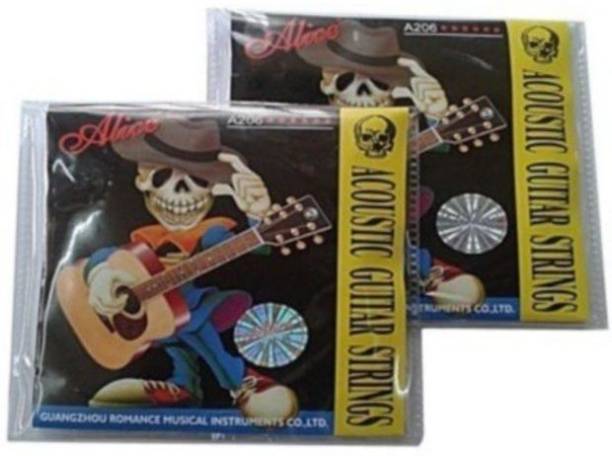 Alice
A206 ******
ACOUSTIC GUITAR STRINGS
Alice
A206 ******
ACOUSTIC GUITAR STRINGS
GUANGZHOU ROMANCE MUSICAL INSTRUMENTS CO.,LTD.
INSTRUMENTS CO.,LTD.